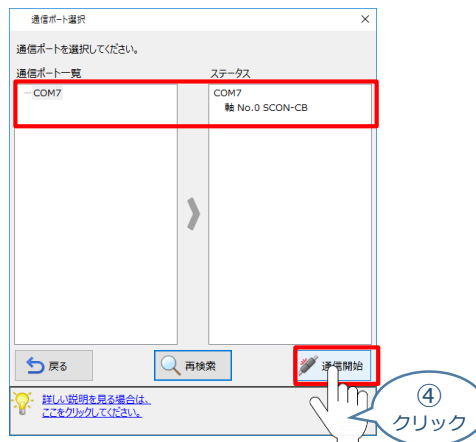 通信ポート選択
通信ポートを選択してください。
通信ポート一覧
ステータス
COM7
COM7
軸 No.0 SCON-CB
戻る
再検索
通信開始
詳しい説明を見る場合は、
ここをクリックしてください。
④
クリック